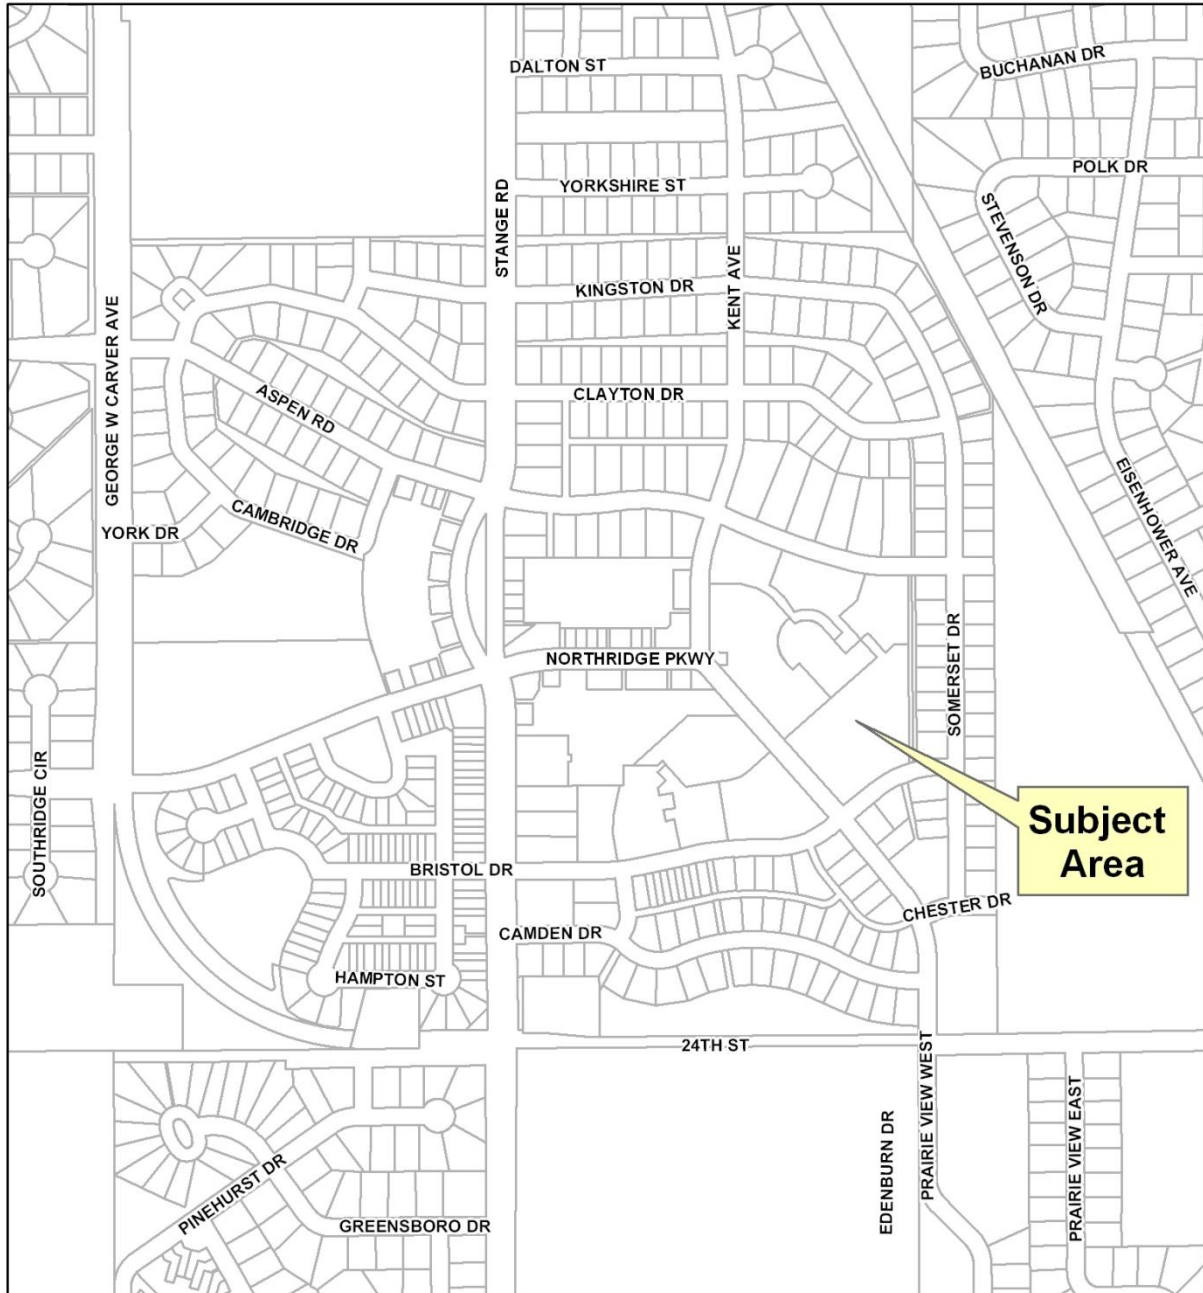 DALTON ST
BUCHANAN DR
POLK DR
YORKSHIRE ST
STANGE RD
STEVENSON DR
KENT AVE
KINGSTON DR
GEORGE W CARVER AVE
CLAYTON DR
ASPEN RD
EISENHOWER AVE
YORK DR
CAMBRIDGE DR
NORTHRIDGE PKWY
SOMERSET DR
SOUTHRIDGE CIR
Subject
Area
BRISTOL DR
CHESTER DR
CAMDEN DR
HAMPTON ST
24TH ST
PRAIRIE VIEW WEST
EDENBURN DR
PRAIRIE VIEW EAST
PINEHURST DR
GREENSBORO DR